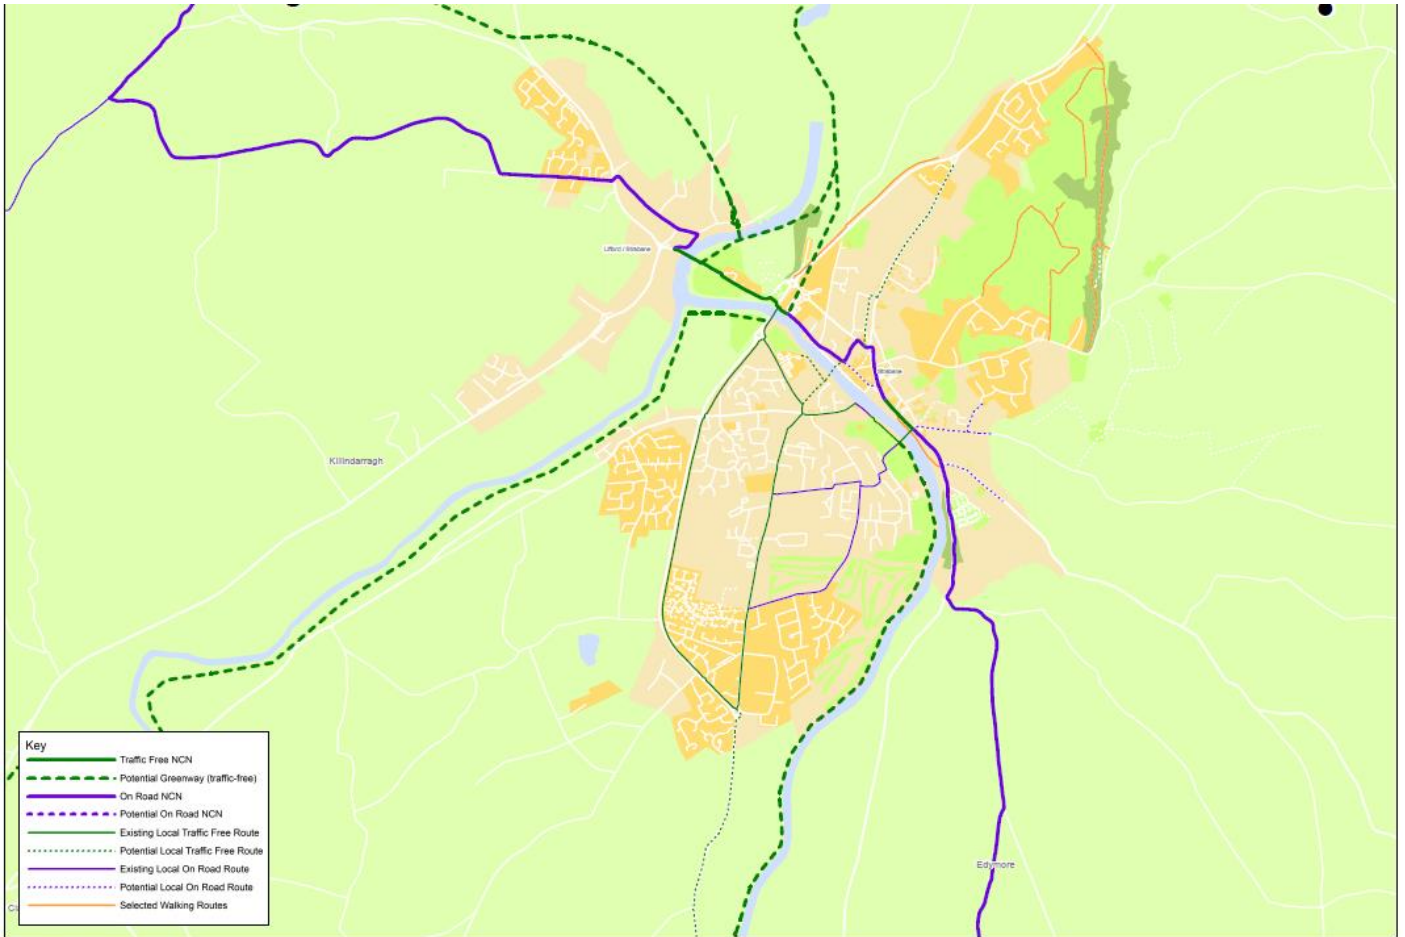 Lifford / Strabane
Strabane
Killindarragh
Edymore
Key
Traffic Free NCN
Potential Greenway (traffic-free)
On Road NCN
Potential On Road NCN
Existing Local Traffic Free Route
Potential Local Traffic Free Route
Existing Local On Road Route
Potential Local On Road Route
Selected Walking Routes